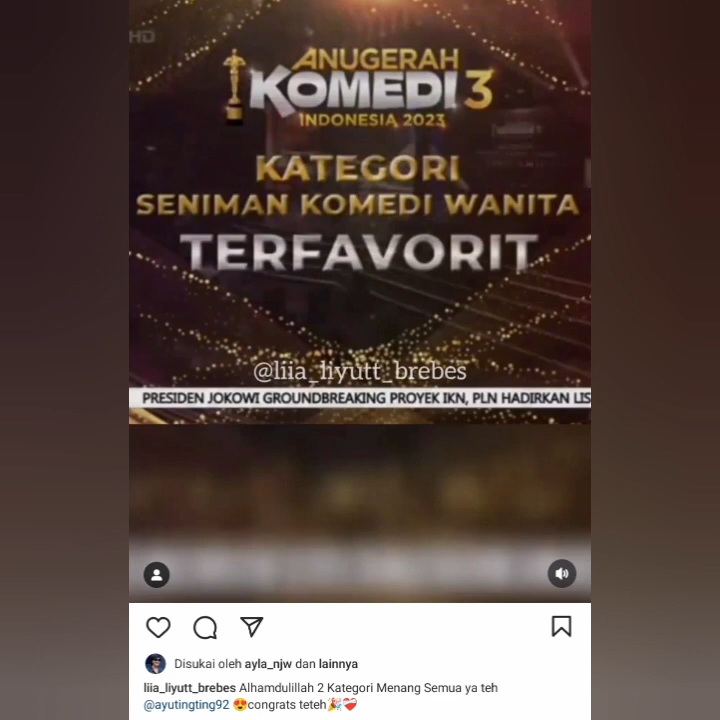 HD
ANUGERAH
KOMEDI 3
INDONESIA 2023
KATEGORI
SENIMAN KOMEDI WANITA
TERFAVORIT
@liia_liyutt_brebes
PRESIDEN JOKOWI GROUNDBREAKING PROYEK IKN, PLN HADIRKAN LIS
Disukai oleh ayla_njw dan lainnya
liia_liyutt_brebes Alhamdulillah 2 Kategori Menang Semua ya teh
@ayutingting92 😍congrats teteh🎉❤️‍🩹